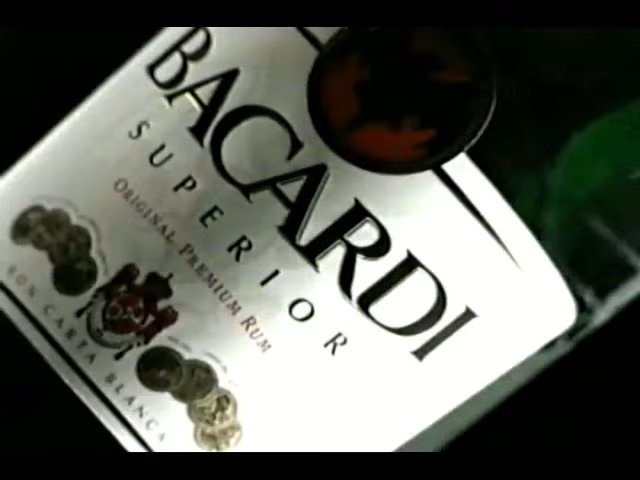 BACARDI
SUPERIOR
ORIGINAL PREMIUM RUM
RON CARTA BLANCA